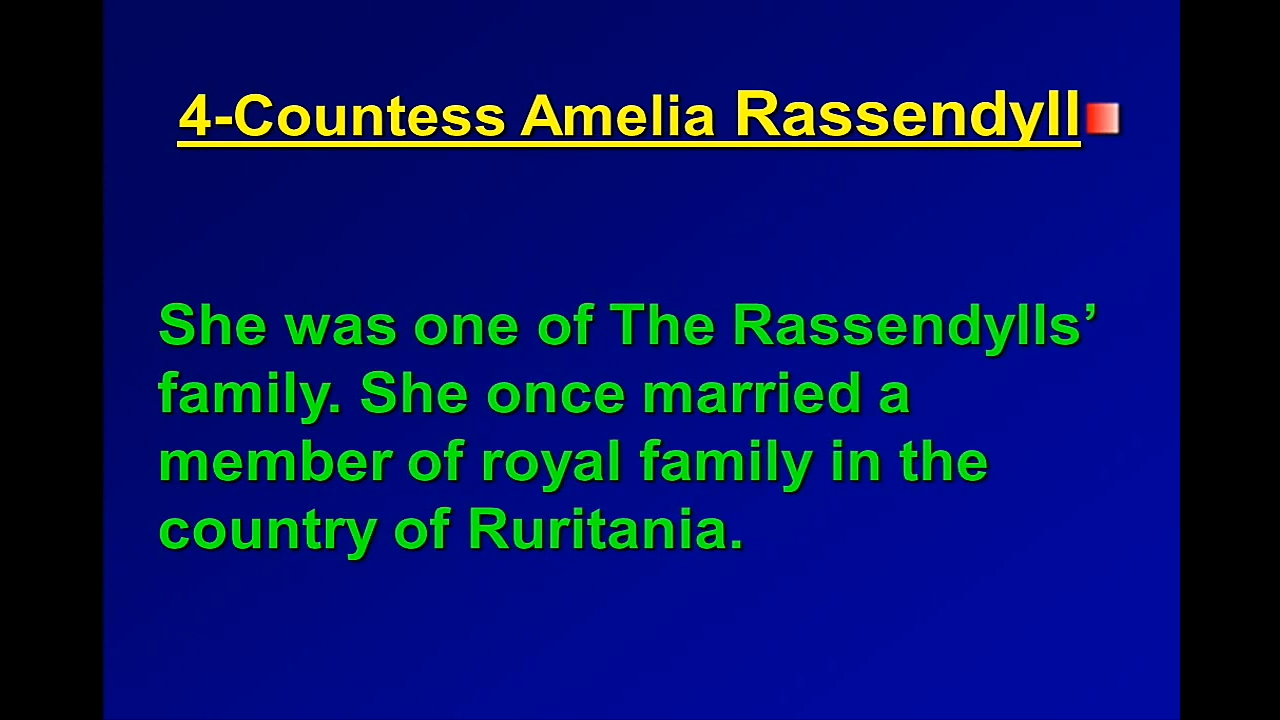 4-Countess Amelia Rassendyll
She was one of The Rassendylls’
family. She once married a
member of royal family in the
country of Ruritania.